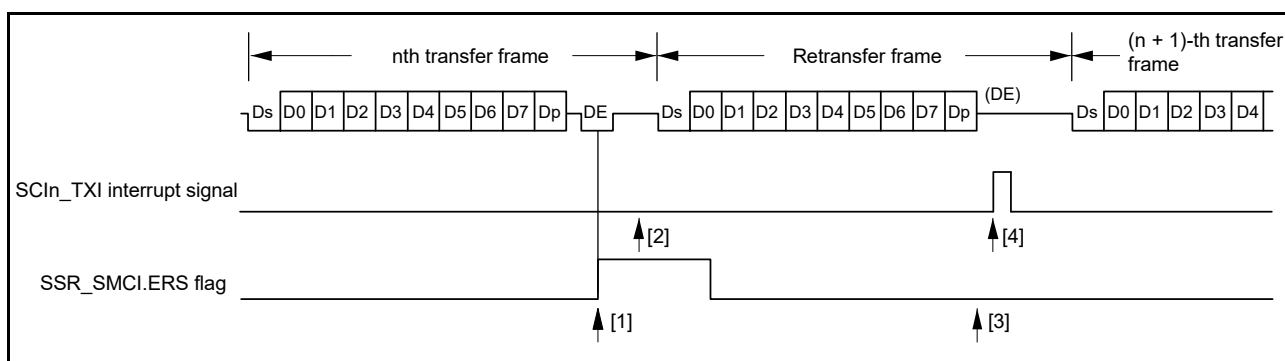 nth transfer frame
Retransfer frame
(n + 1)-th transfer
frame
Ds D0 D1 D2 D3 D4 D5 D6 D7 Dp DE Ds D0 D1 D2 D3 D4 D5 D6 D7 Dp (DE) Ds D0 D1 D2 D3 D4
SCIn_TXI interrupt signal
[2] [4]
SSR_SMCI.ERS flag
[1] [3]